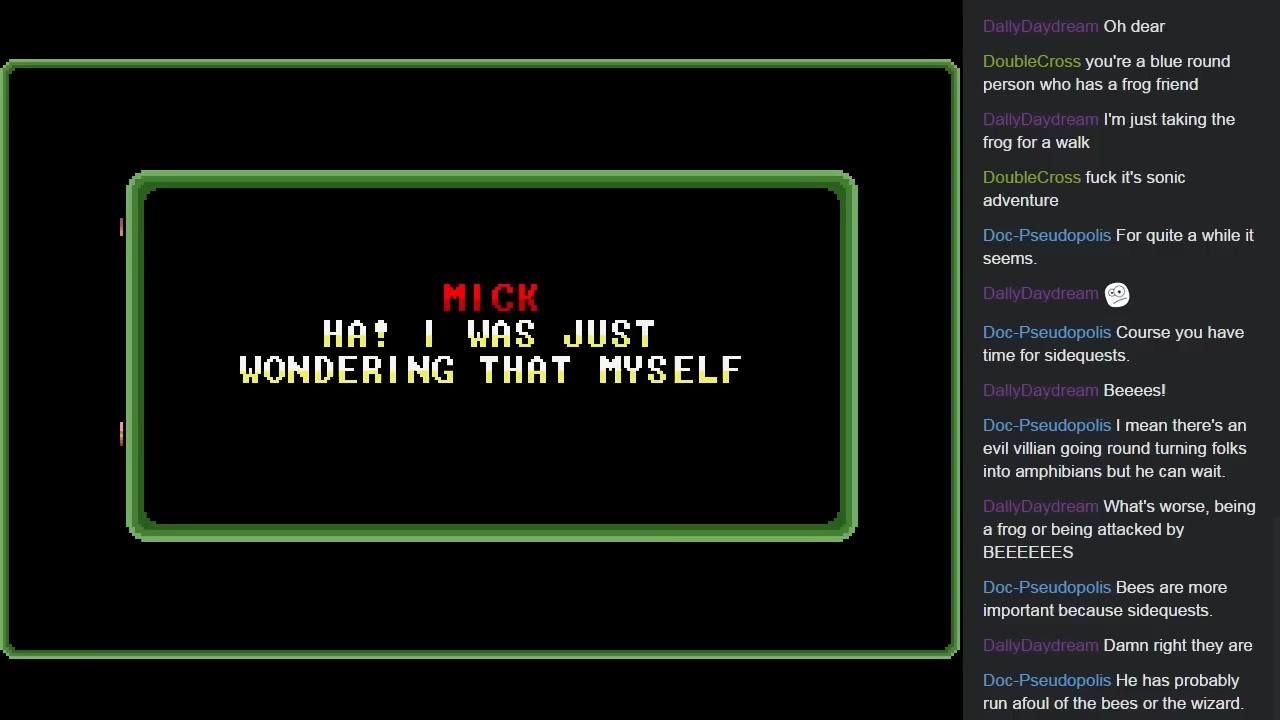 MICK
HA! I WAS JUST
WONDERING THAT MYSELF
DallyDaydream Oh dear
DoubleCross you're a blue round
person who has a frog friend
DallyDaydream I'm just taking the
frog for a walk
DoubleCross fuck it's sonic
adventure
Doc-Pseudopolis For quite a while it
seems.
DallyDaydream
Doc-Pseudopolis Course you have
time for sidequests.
DallyDaydream Beeees!
Doc-Pseudopolis I mean there's an
evil villian going round turning folks
into amphibians but he can wait.
DallyDaydream What's worse, being
a frog or being attacked by
BEEEEEES
Doc-Pseudopolis Bees are more
important because sidequests.
DallyDaydream Damn right they are
Doc-Pseudopolis He has probably
run afoul of the bees or the wizard.